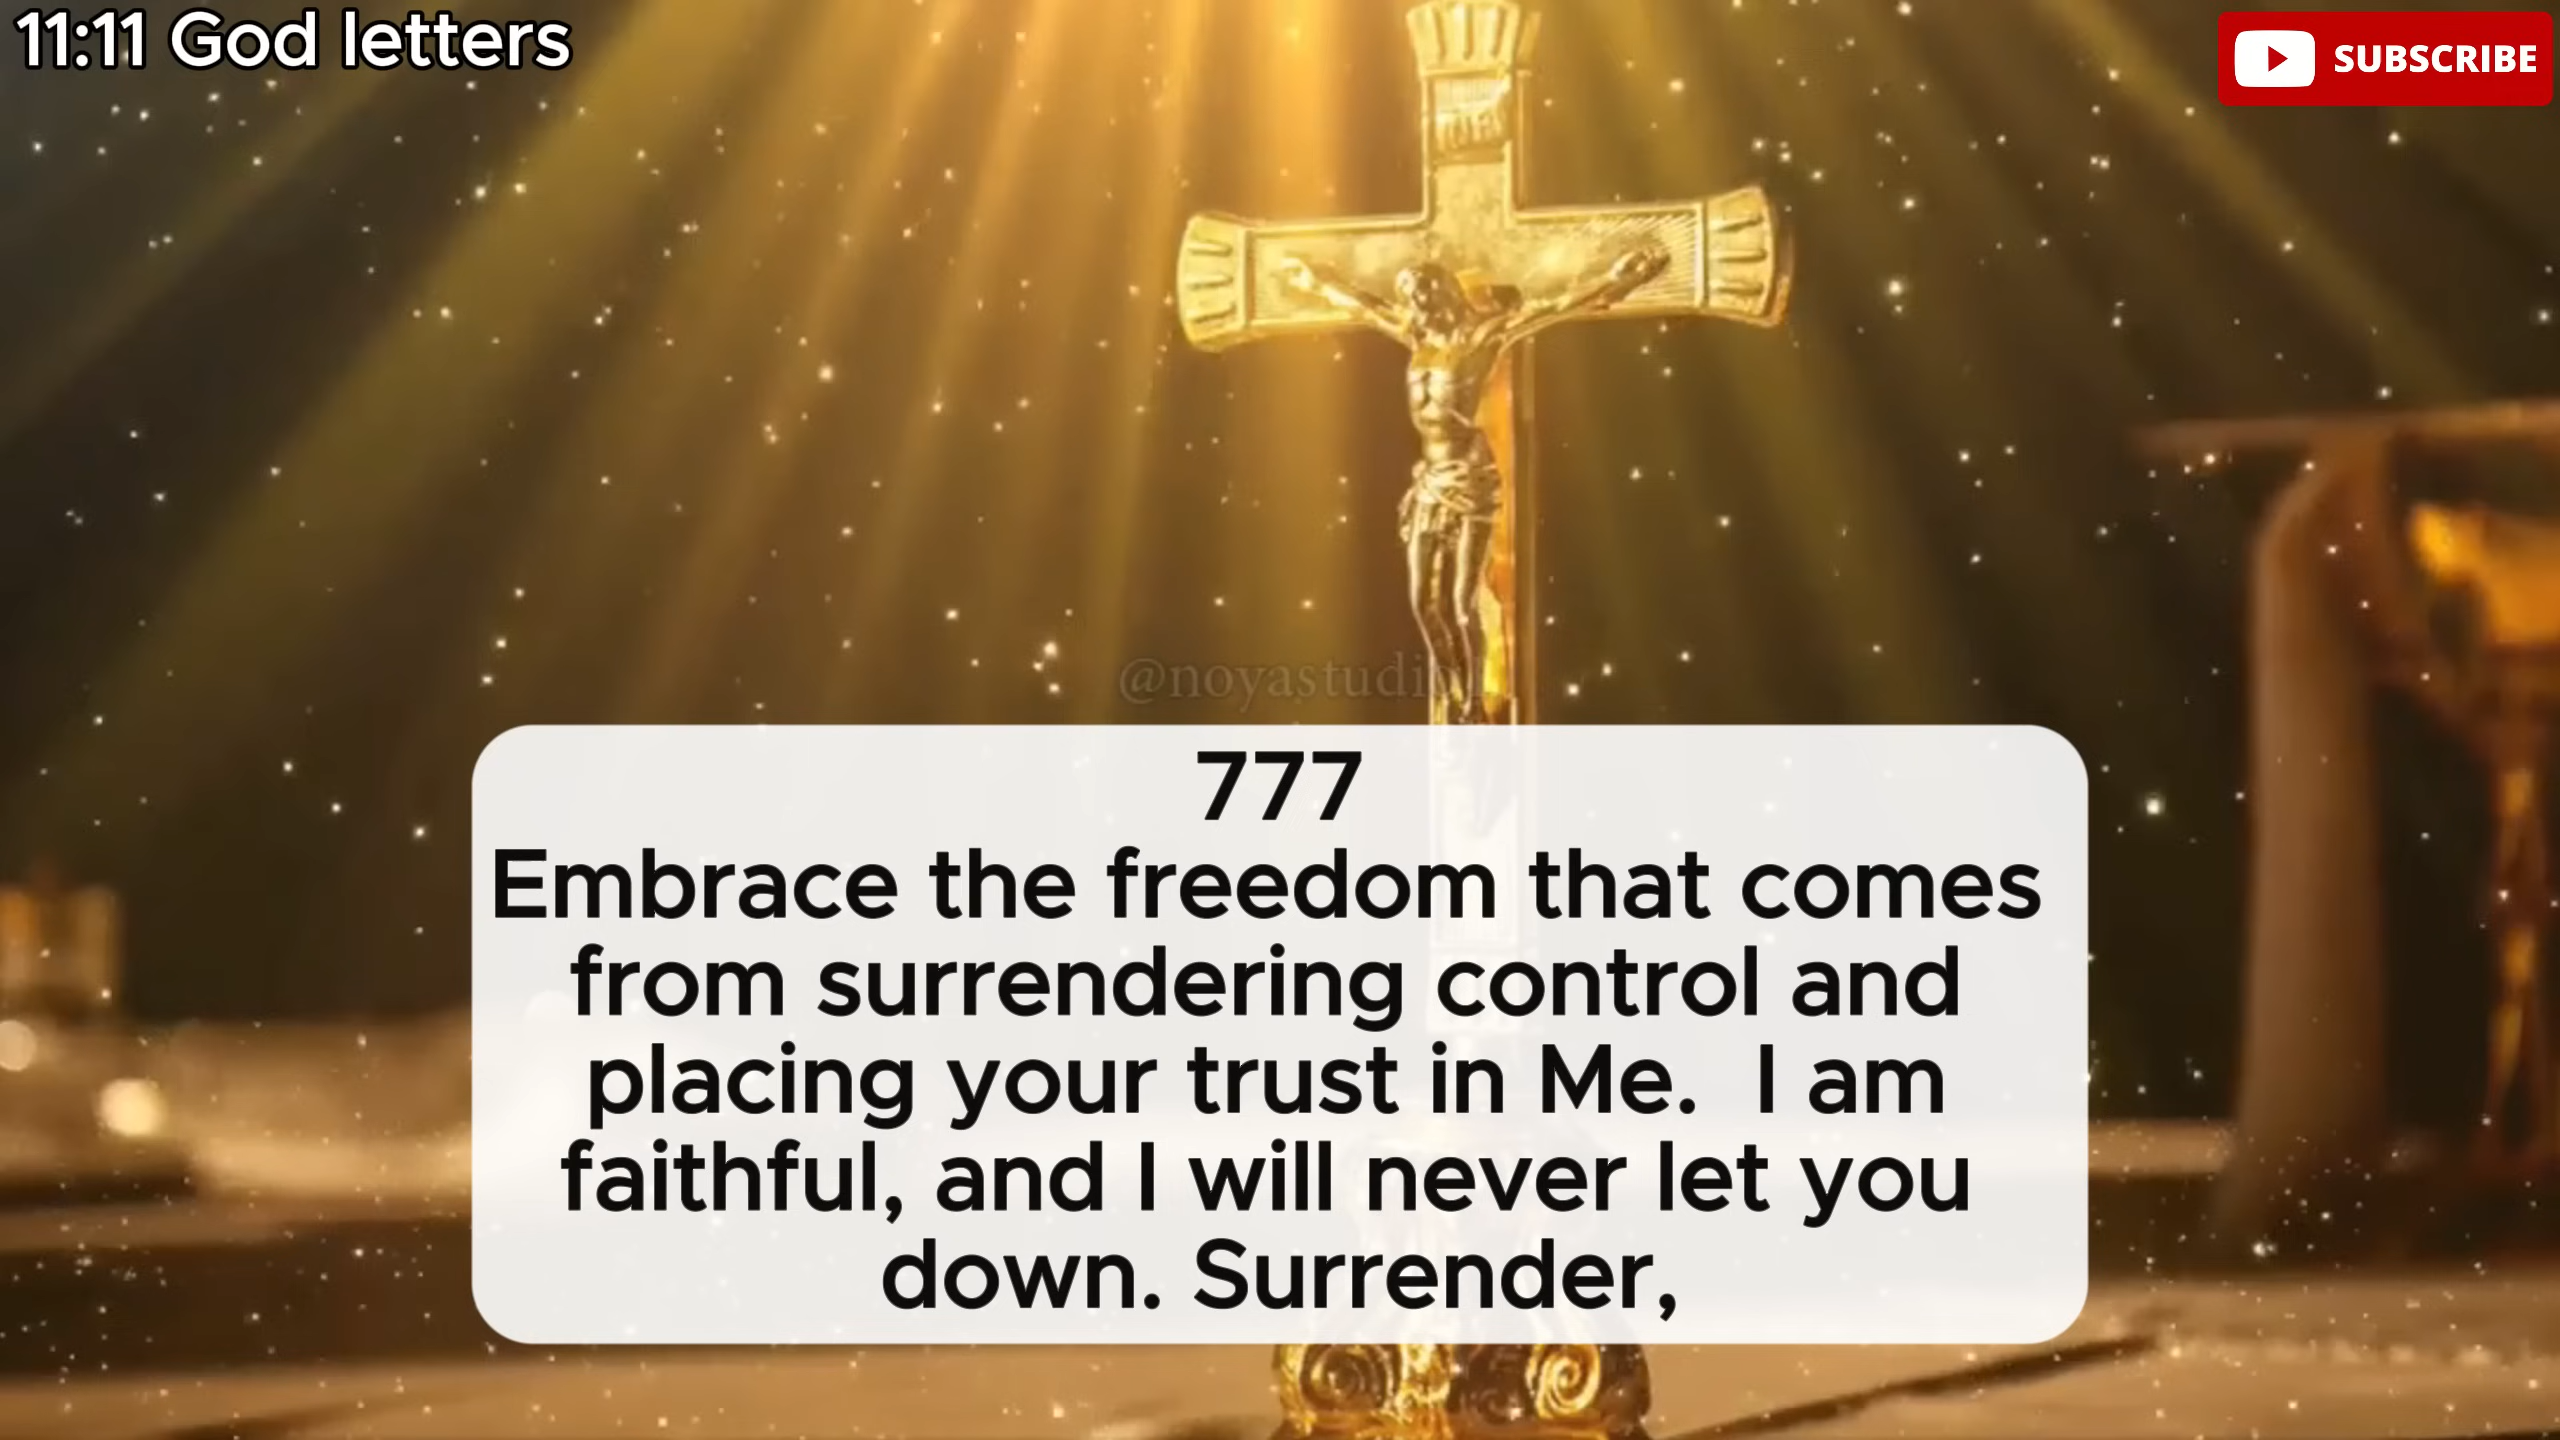 11:11 God letters
SUBSCRIBE
777
Embrace the freedom that comes
from surrendering control and
placing your trust in Me.  I am
faithful, and I will never let you
down. Surrender,